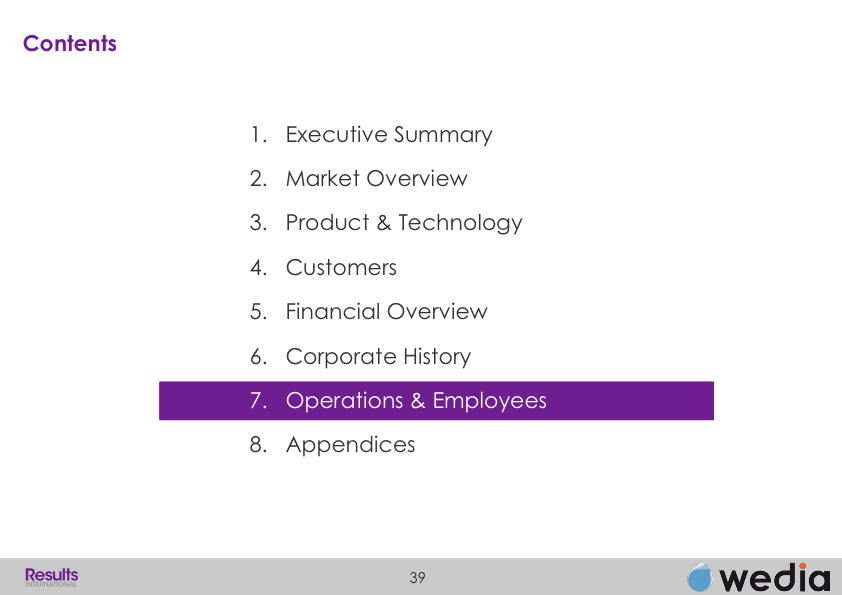 Contents
1. Executive Summary
2. Market Overview
3. Product & Technology
4. Customers
5. Financial Overview
6. Corporate History
7. Operations & Employees
8. Appendices
Results
INTERNATIONAL
39
wedia